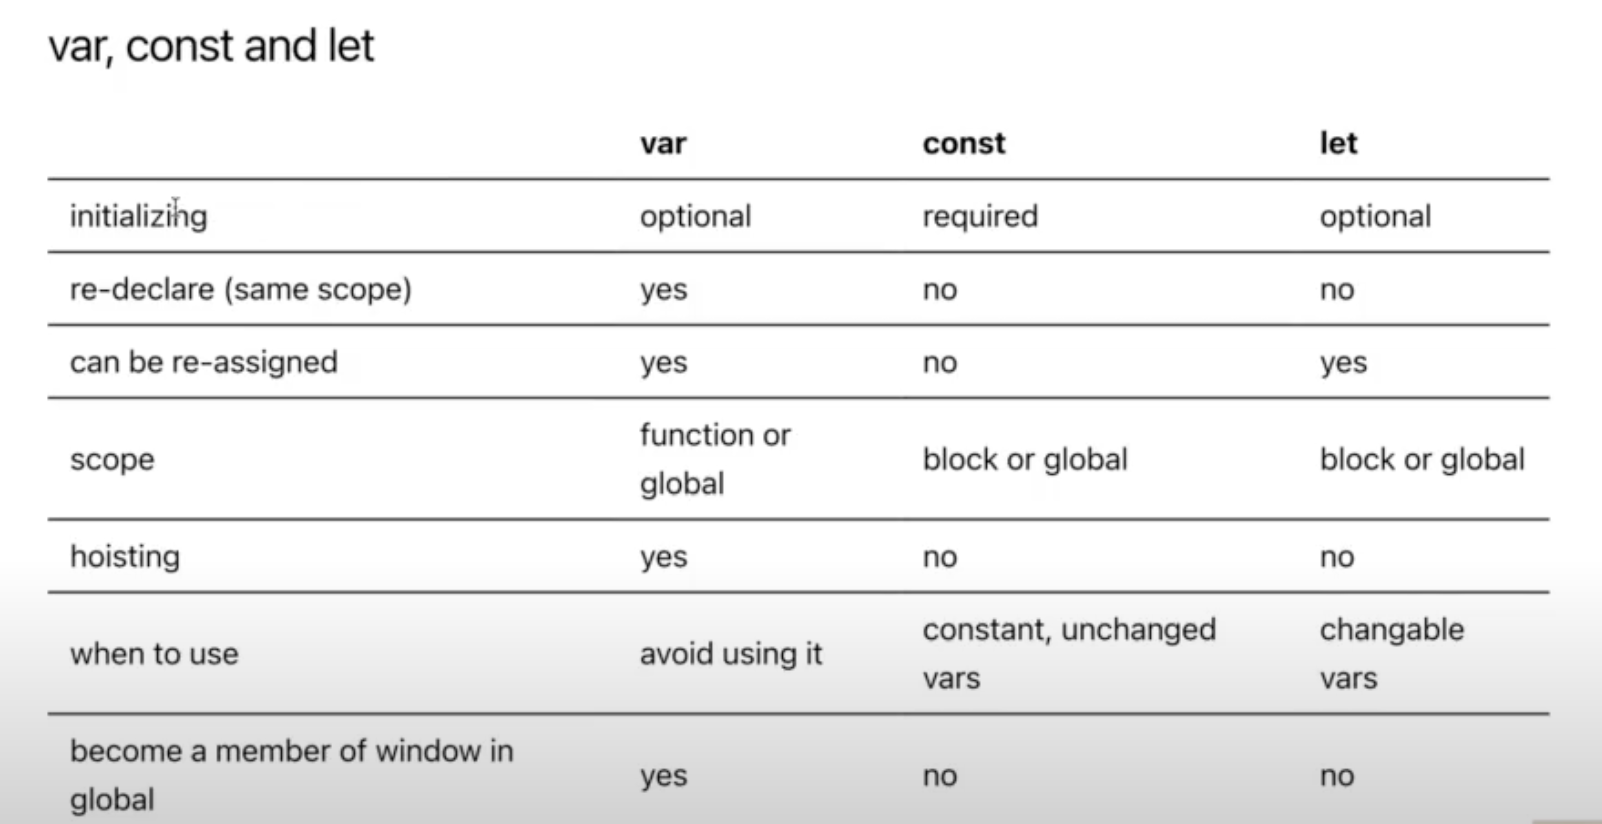 var, const and let
var const let
initializing optional required optional
re-declare (same scope) yes no no
can be re-assigned yes no yes
scope function or global block or global block or global
hoisting yes no no
when to use avoid using it constant, unchanged vars changable vars
become a member of window in global yes no no